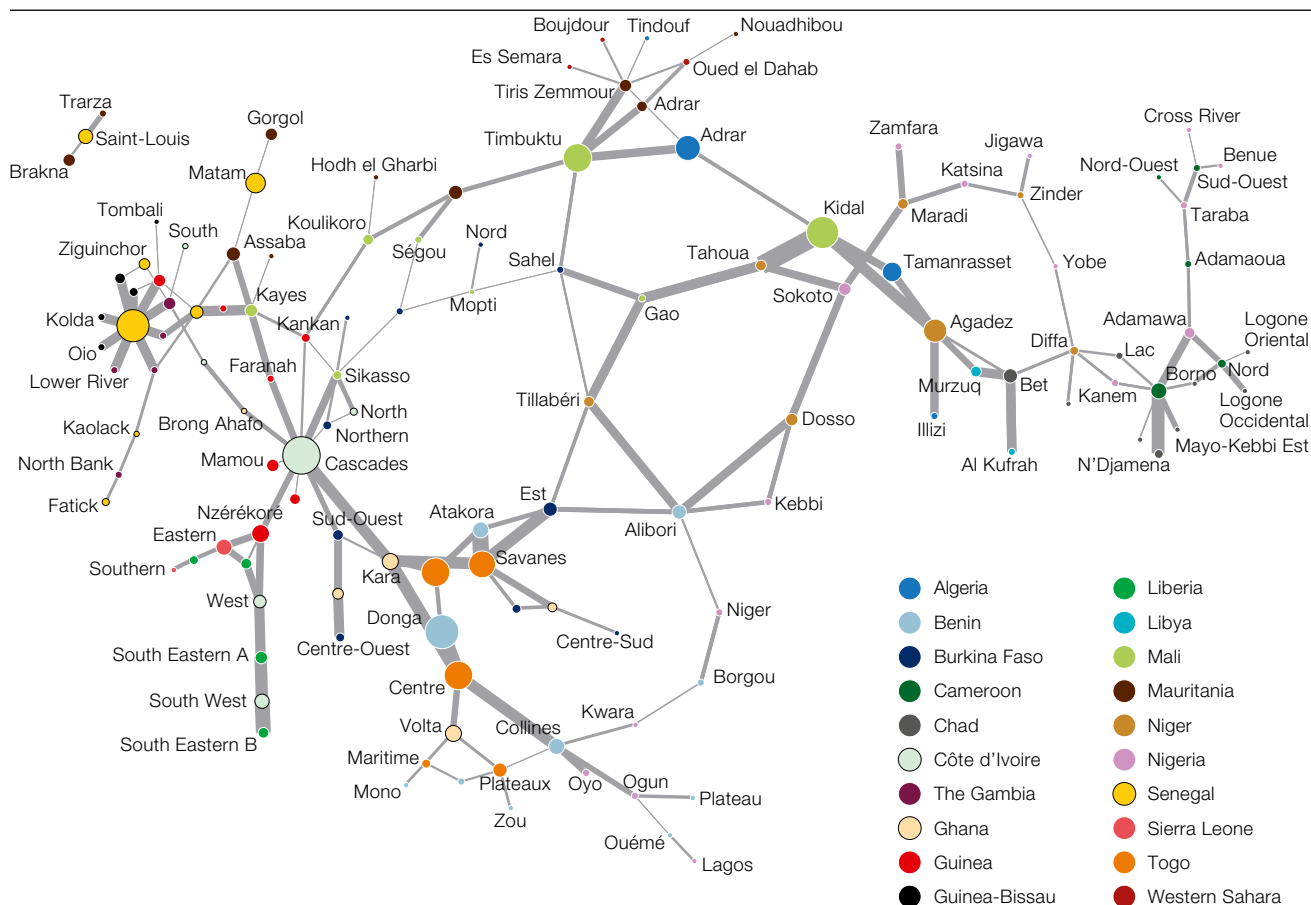 Boujdour
Tindouf
Nouadhibou
Es Semara
Oued el Dahab
Tiris Zemmour
Trarza
Adrar
Gorgol
Saint-Louis
Timbuktu
Adrar
Zamfara
Cross River
Jigawa
Brakna
Matam
Hodh el Gharbi
Katsina
Nord-Ouest
Benue
Sud-Ouest
Zinder
Tombali
South
Koulikoro
Kidal
Maradi
Taraba
Ziguinchor
Assaba
Ségou
Nord
Sahel
Tahoua
Tamanrasset
Yobe
Adamaoua
Kolda
Kayes
Mopti
Gao
Sokoto
Kankan
Agadez
Adamawa
Logone
Oriental
Oio
Faranah
Diffa
Lac
Lower River
Sikasso
Murzuq
Bet
Borno
Nord
Kanem
Tillabéri
Logone
Occidental
Kaolack
Brong Ahafo
North
Northern
Dosso
Illizi
Mayo-Kebbi Est
North Bank
Mamou
Cascades
Al Kufrah
N'Djamena
Fatick
Est
Kebbi
Nzérékoré
Sud-Ouest
Atakora
Alibori
Eastern
Savanes
Southern
Kara
West
Donga
Niger
Centre-Ouest
Centre-Sud
South Eastern A
Centre
Borgou
South West
Volta
Collines
Kwara
South Eastern B
Maritime
Mono
Plateaux
Oyo
Ogun
Plateau
Zou
Ouémé
Lagos
Algeria
Benin
Burkina Faso
Cameroon
Chad
Côte d'Ivoire
The Gambia
Ghana
Guinea
Guinea-Bissau
Liberia
Libya
Mali
Mauritania
Niger
Nigeria
Senegal
Sierra Leone
Togo
Western Sahara